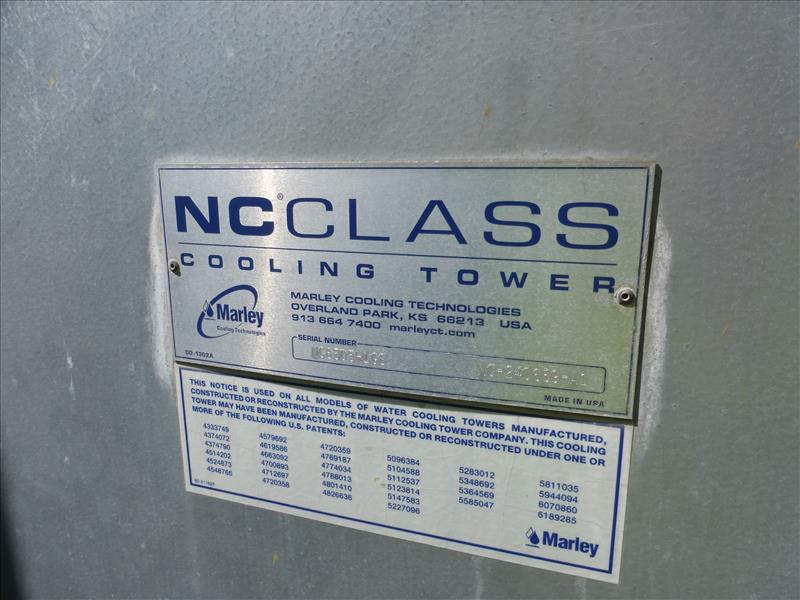 NC®CLASS
COOLING TOWER
Marley
Cooling Technologies
MARLEY COOLING TECHNOLOGIES
OVERLAND PARK, KS 66213 USA
913 664 7400 marleyct.com
SERIAL NUMBER
MADE IN USA
THIS NOTICE IS USED ON ALL MODELS OF WATER COOLING TOWERS MANUFACTURED,
CONSTRUCTED OR RECONSTRUCTED BY THE MARLEY COOLING TOWER COMPANY. THIS COOLING
TOWER MAY HAVE BEEN MANUFACTURED, CONSTRUCTED OR RECONSTRUCTED UNDER ONE OR
MORE OF THE FOLLOWING U.S. PATENTS:
4333749
4374072
4374790
4514202
4524873
4548766
4579692
4619586
4663092
4700893
4712697
4720358
4720359
4769187
4774034
4788013
4801410
4826636
5096384
5104588
5112537
5123814
5147583
5227096
5283012
5348692
5364569
5585047
5811035
5944094
6070860
6189285
Marley